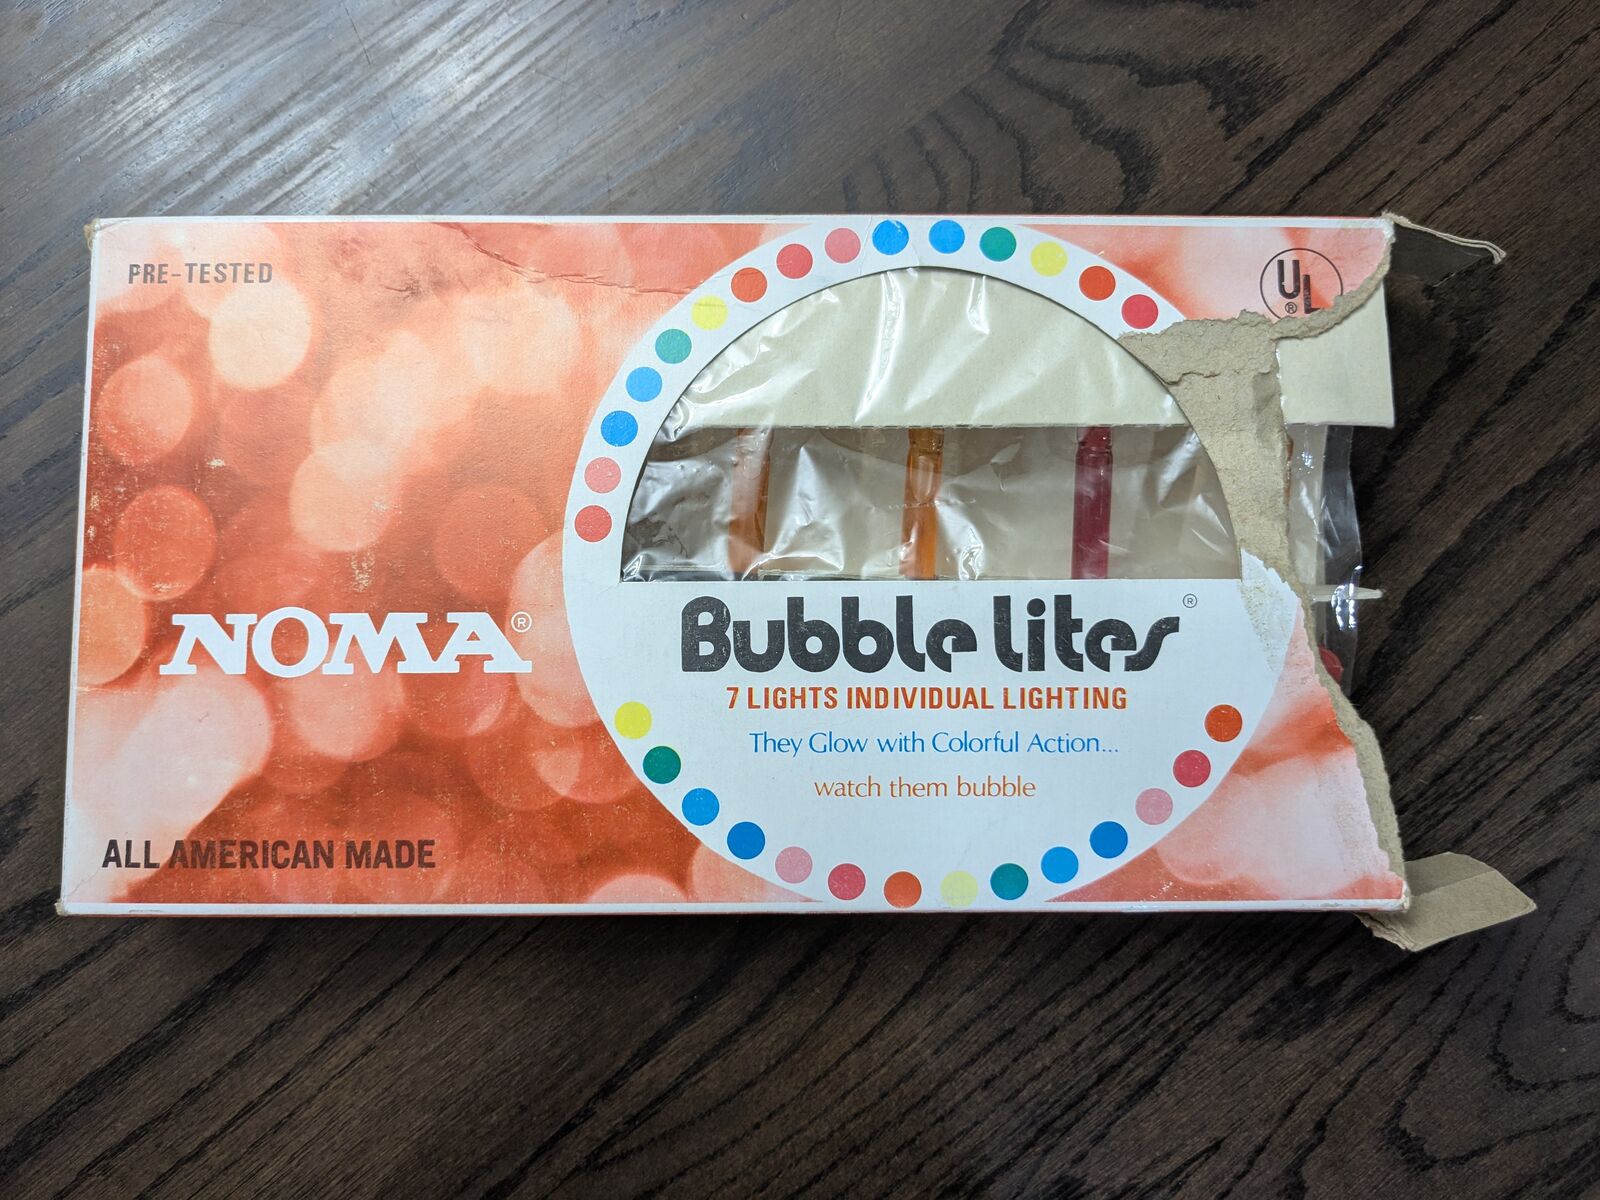 PRE-TESTED
UL®
NOMA®
Bubble Lites®
7 LIGHTS INDIVIDUAL LIGHTING
They Glow with Colorful Action...
watch them bubble
ALL AMERICAN MADE